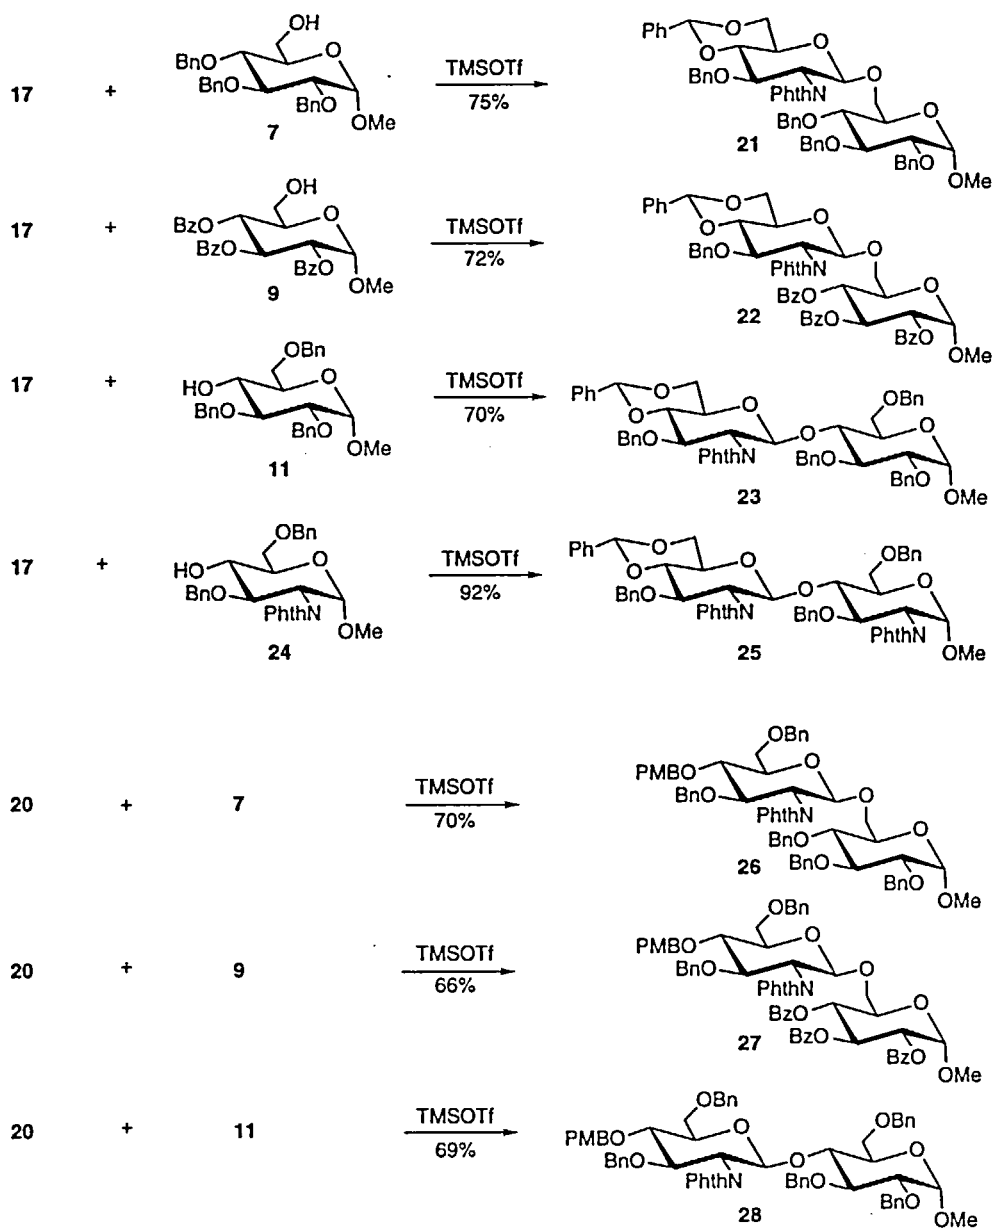 OH
O
BnO
BnO
BnO
OMe
7
17 +
TMSOTf
75%
Ph
O
O
BnO
PhthN
O
O
BnO
BnO
BnO
O
OMe
21
17 +
OH
BzO
BzO
BzO
O
OMe
9
TMSOTf
72%
Ph
O
O
BnO
PhthN
O
O
BzO
BzO
BzO
O
OMe
22
17 +
OBn
HO
BnO
BnO
O
OMe
11
TMSOTf
70%
Ph
O
O
BnO
PhthN
O
O
OBn
BnO
BnO
O
OMe
23
17 +
OBn
HO
BnO
PhthN
O
OMe
24
TMSOTf
92%
Ph
O
O
BnO
PhthN
O
O
OBn
BnO
PhthN
O
OMe
25
20 + 7
TMSOTf
70%
OBn
PMBO
BnO
PhthN
O
O
BnO
BnO
BnO
O
OMe
26
20 + 9
TMSOTf
66%
OBn
PMBO
BnO
PhthN
O
O
BzO
BzO
BzO
O
OMe
27
20 + 11
TMSOTf
69%
OBn
PMBO
BnO
PhthN
O
O
OBn
BnO
BnO
O
OMe
28